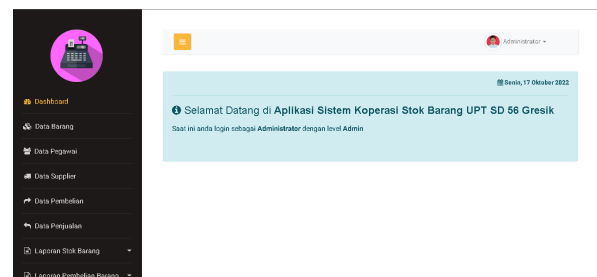 Administrator
Senin, 17 Oktober 2022
Selamat Datang di Aplikasi Sistem Koperasi Stok Barang UPT SD 56 Gresik
Saat ini anda login sebagai Administrator dengan level Admin
Dashboard
Data Barang
Data Pegawai
Data Supplier
Data Pembelian
Data Penjualan
Laporan Stok Barang
Laporan Pembelian Barang